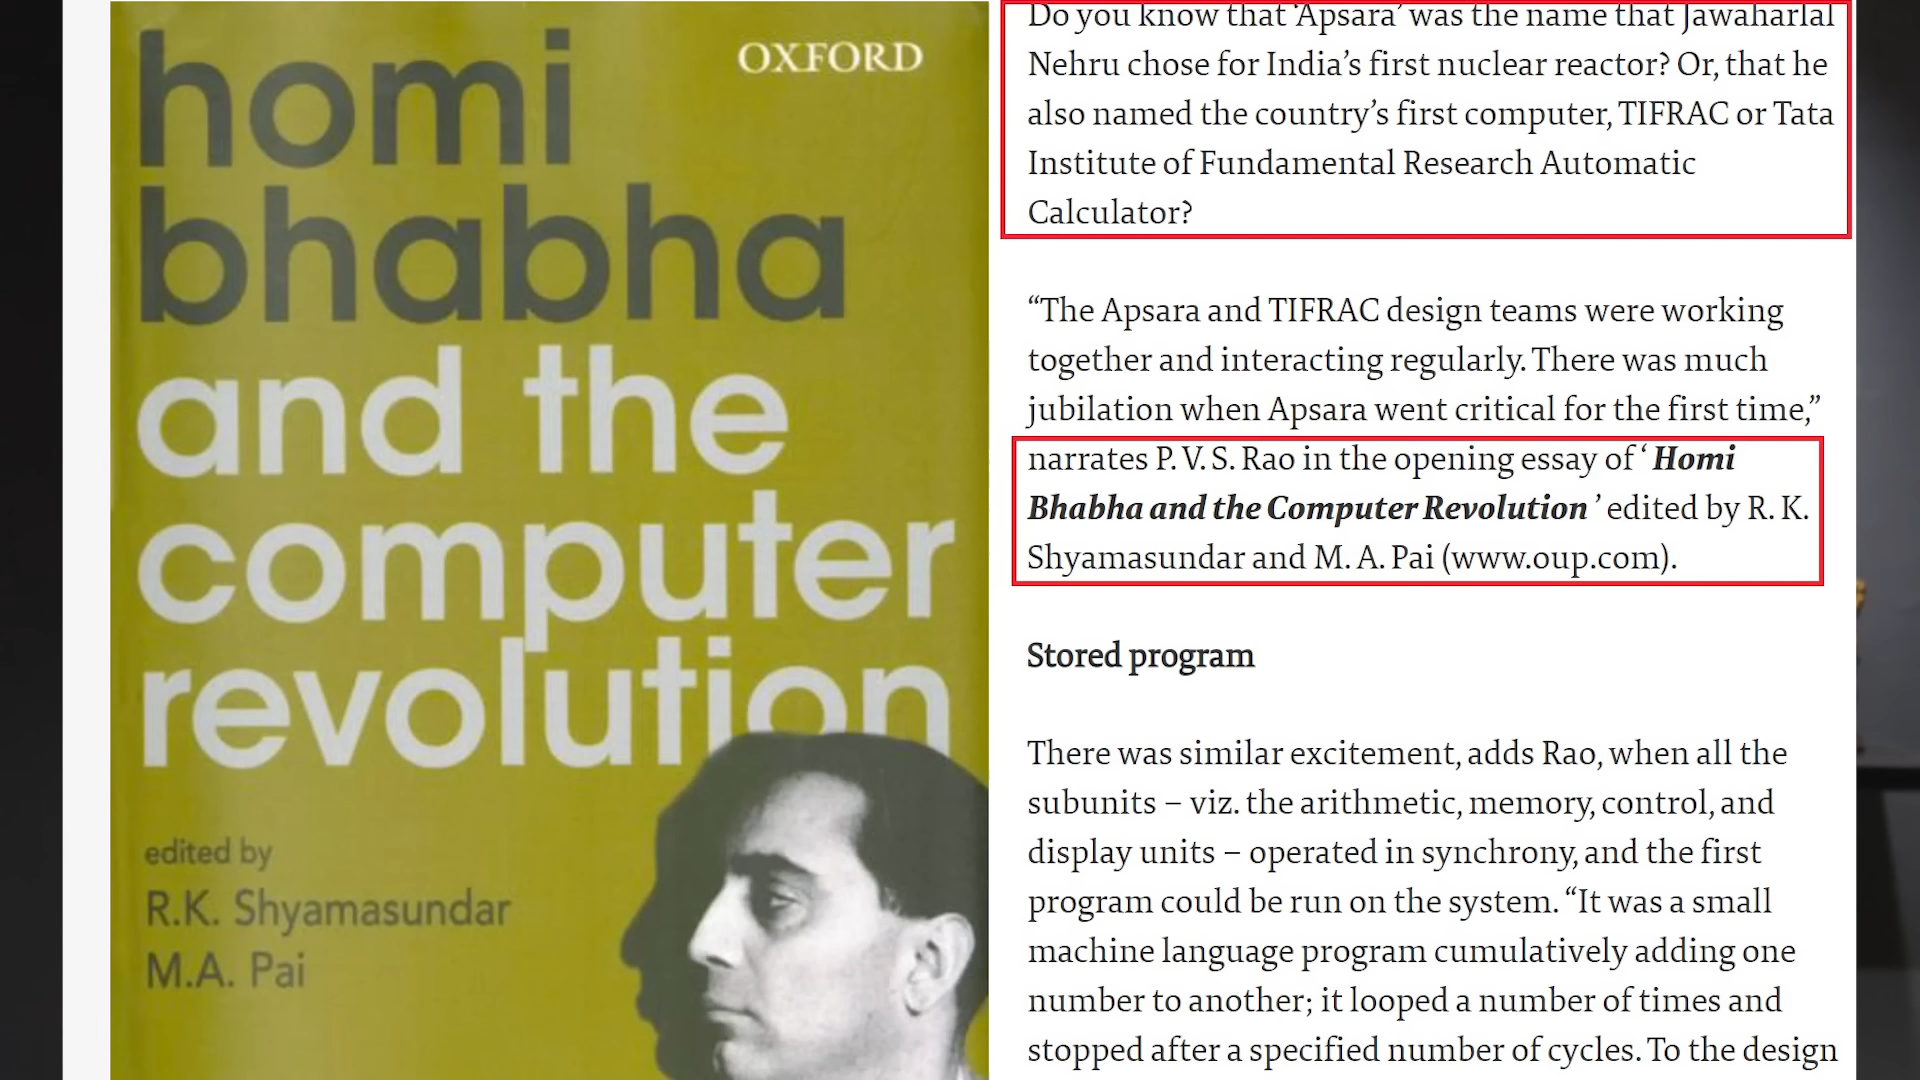 homi
OXFORD
bhabha
and the
computer
revolution
edited by
R.K. Shyamasundar
M.A. Pai
Do you know that ‘Apsara’ was the name that Jawaharlal
Nehru chose for India’s first nuclear reactor? Or, that he
also named the country’s first computer, TIFRAC or Tata
Institute of Fundamental Research Automatic
Calculator?
“The Apsara and TIFRAC design teams were working
together and interacting regularly. There was much
jubilation when Apsara went critical for the first time,”
narrates P. V. S. Rao in the opening essay of ‘ Homi
Bhabha and the Computer Revolution ’ edited by R. K.
Shyamasundar and M. A. Pai (www.oup.com).
Stored program
There was similar excitement, adds Rao, when all the
subunits – viz. the arithmetic, memory, control, and
display units – operated in synchrony, and the first
program could be run on the system. “It was a small
machine language program cumulatively adding one
number to another; it looped a number of times and
stopped after a specified number of cycles. To the design